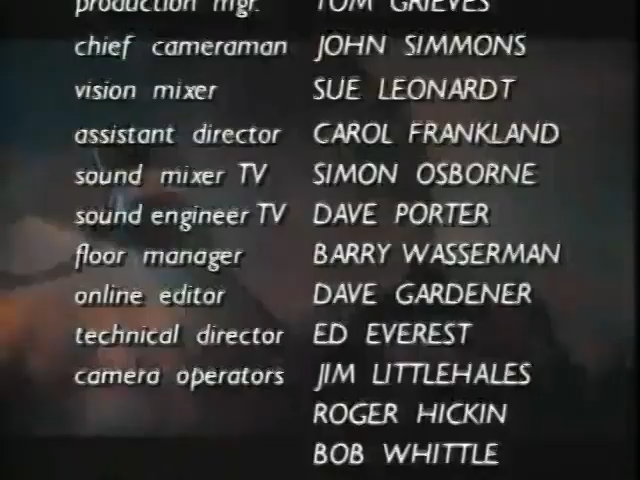 production mgr. TOM GRIEVES
chief cameraman JOHN SIMMONS
vision mixer SUE LEONARDT
assistant director CAROL FRANKLAND
sound mixer TV SIMON OSBORNE
sound engineer TV DAVE PORTER
floor manager BARRY WASSERMAN
online editor DAVE GARDENER
technical director ED EVEREST
camera operators JIM LITTLEHALES
ROGER HICKIN
BOB WHITTLE